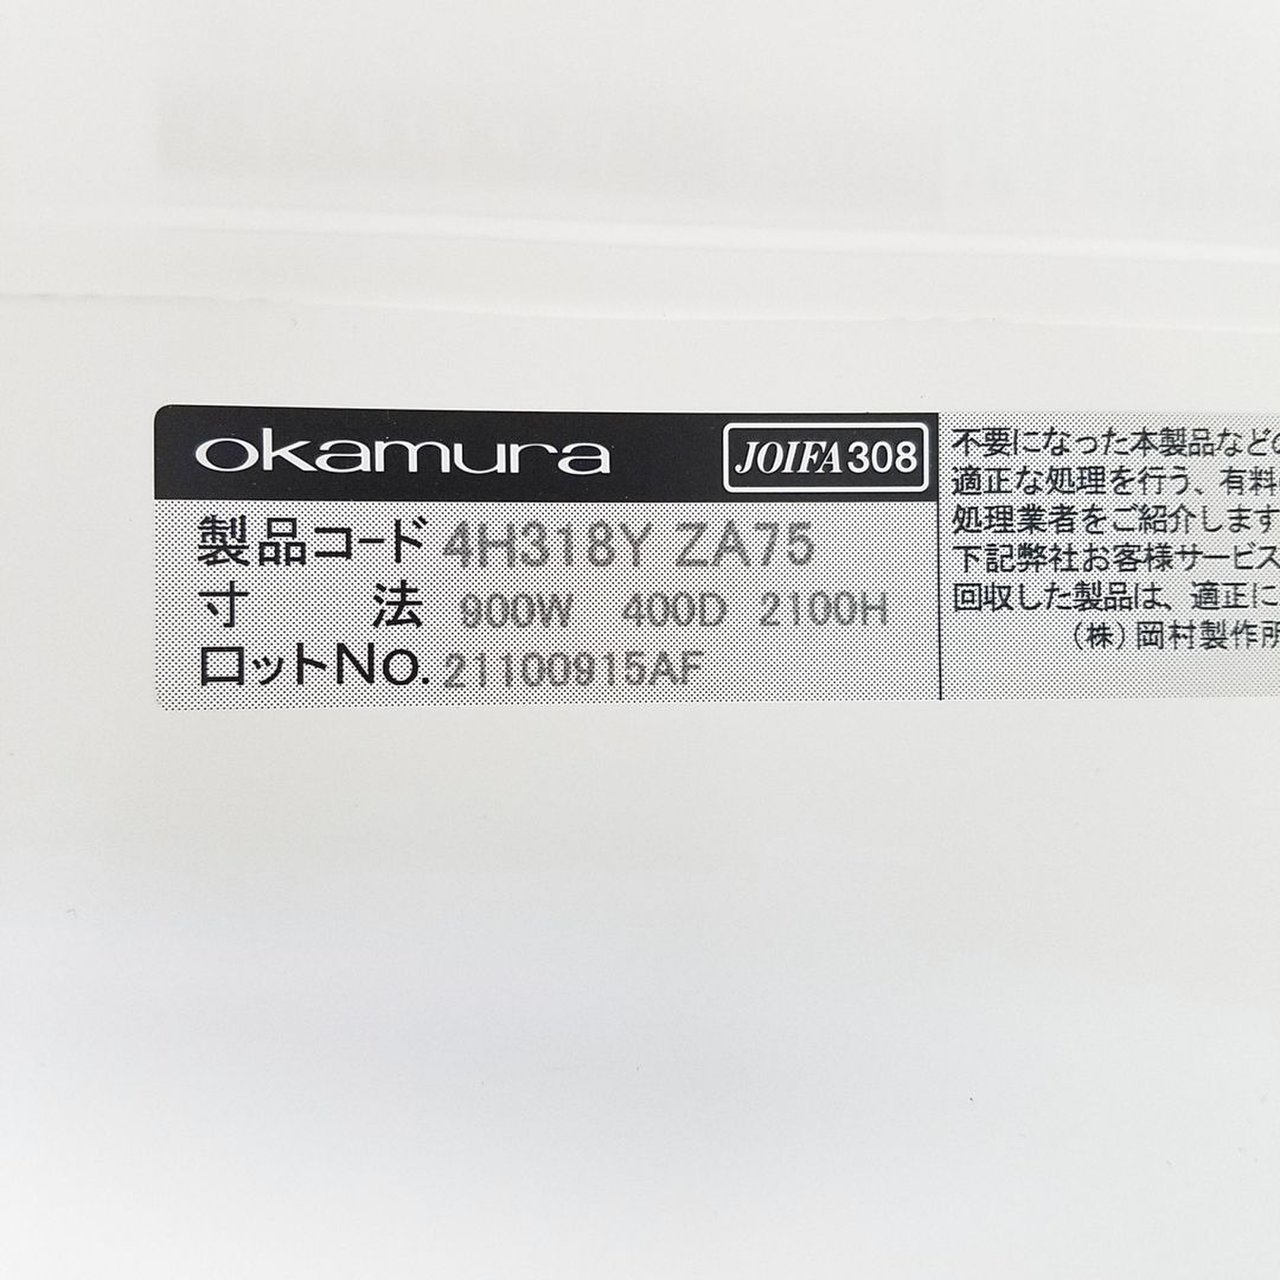 okamura JOIFA308
製品コード 4H318Y ZA75
寸 法 900W 400D 2100H
ロットNo. 21100915AF
不要になった本製品などの
適正な処理を行う、有料
処理業者をご紹介します
下記弊社お客様サービス
回収した製品は、適正に
(株)岡村製作所